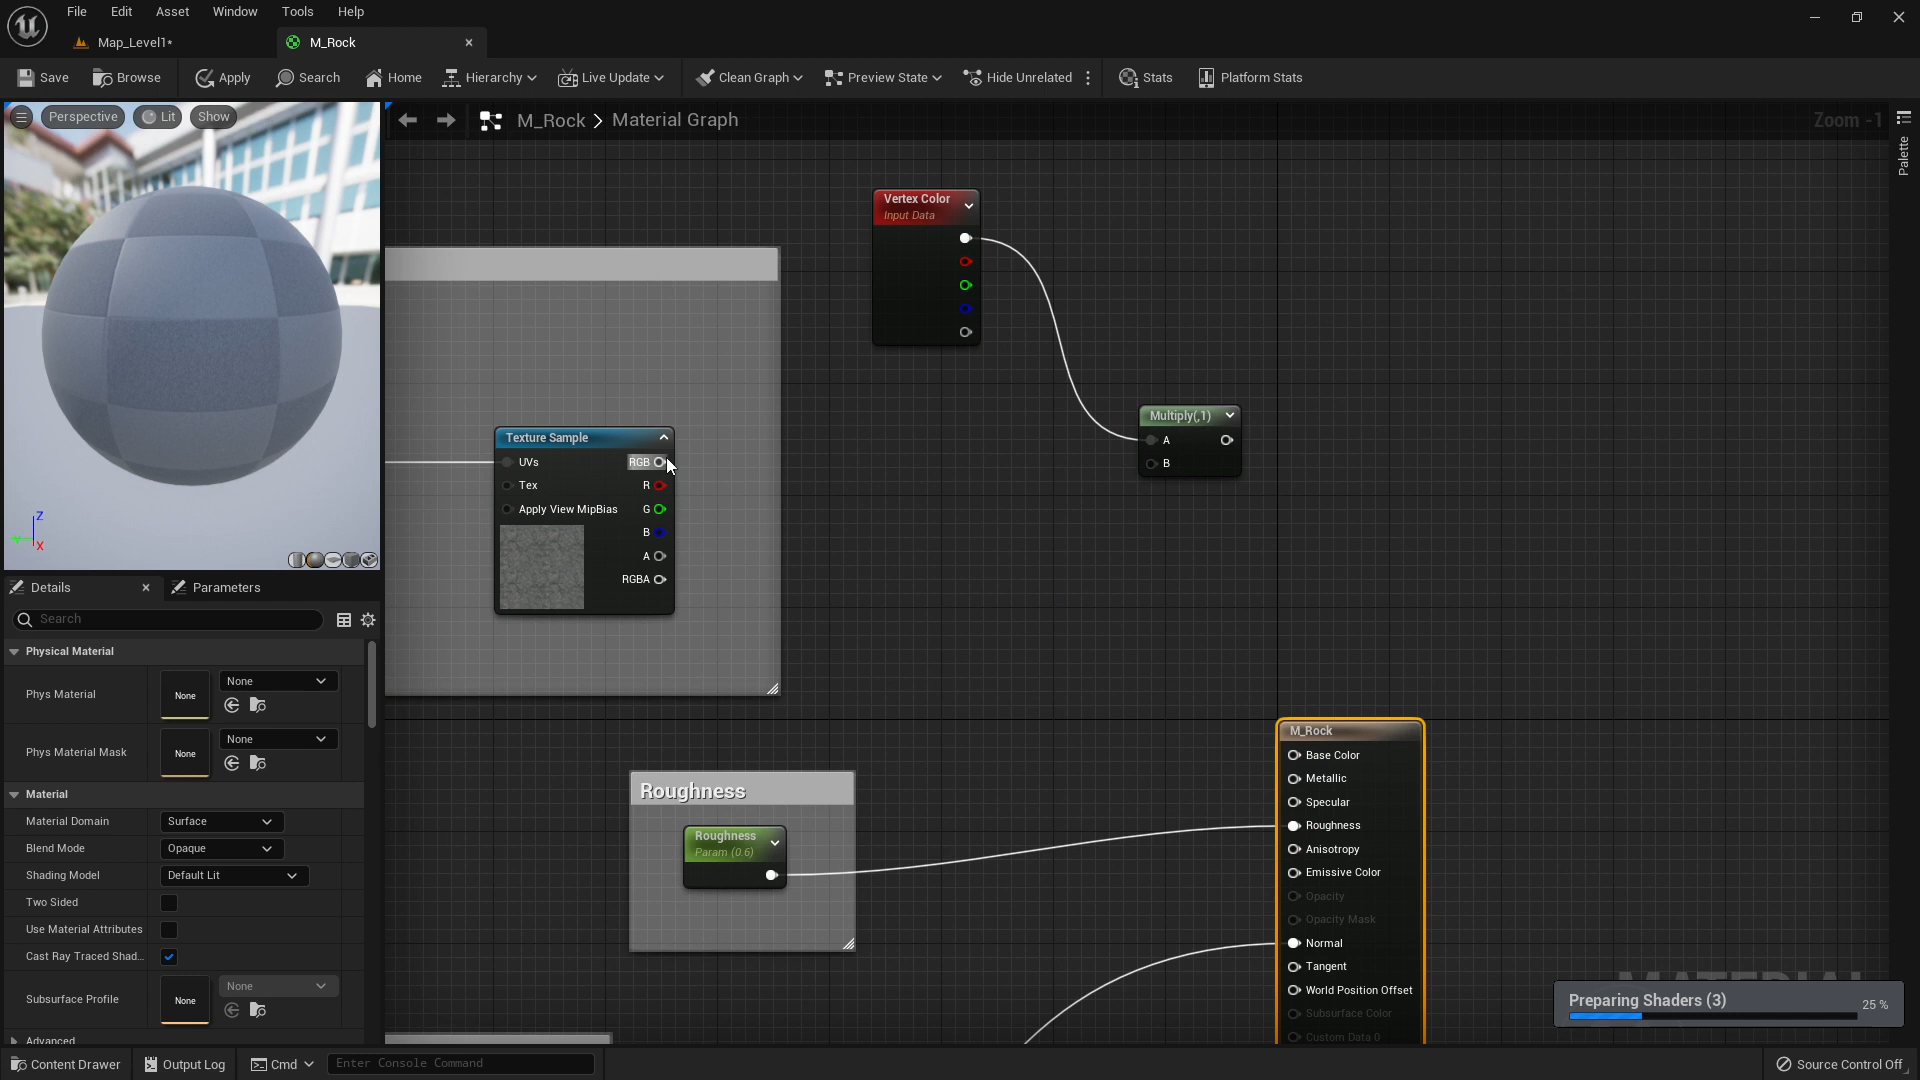 File Edit Asset Window Tools Help
Map_Level1*
M_Rock
Save Browse Apply Search Home Hierarchy Live Update Clean Graph Preview State Hide Unrelated Stats Platform Stats
Perspective Lit Show
M_Rock > Material Graph
Zoom -1
Palette
Vertex Color
Input Data
Multiply(,1)
A
B
Texture Sample
UVs RGB
Tex R
Apply View MipBias G
B
A
RGBA
Z
Y
X
Details
Parameters
Search
Physical Material
Phys Material None None
Phys Material Mask None None
Material
Material Domain Surface
Blend Mode Opaque
Shading Model Default Lit
Two Sided
Use Material Attributes
Cast Ray Traced Shad...
Subsurface Profile None None
Advanced
Roughness
Roughness
Param (0.6)
M_Rock
Base Color
Metallic
Specular
Roughness
Anisotropy
Emissive Color
Opacity
Opacity Mask
Normal
Tangent
World Position Offset
Subsurface Color
Custom Data 0
MATERIAL
Preparing Shaders (3) 25 %
Content Drawer Output Log Cmd Enter Console Command Source Control Off